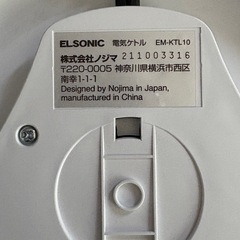 ELSONIC 電気ケトル EM-KTL10
株式会社ノジマ 211003316
〒220-0005 神奈川県横浜市西区
南幸1-1-1
Designed by Nojima in Japan,
manufactured in China